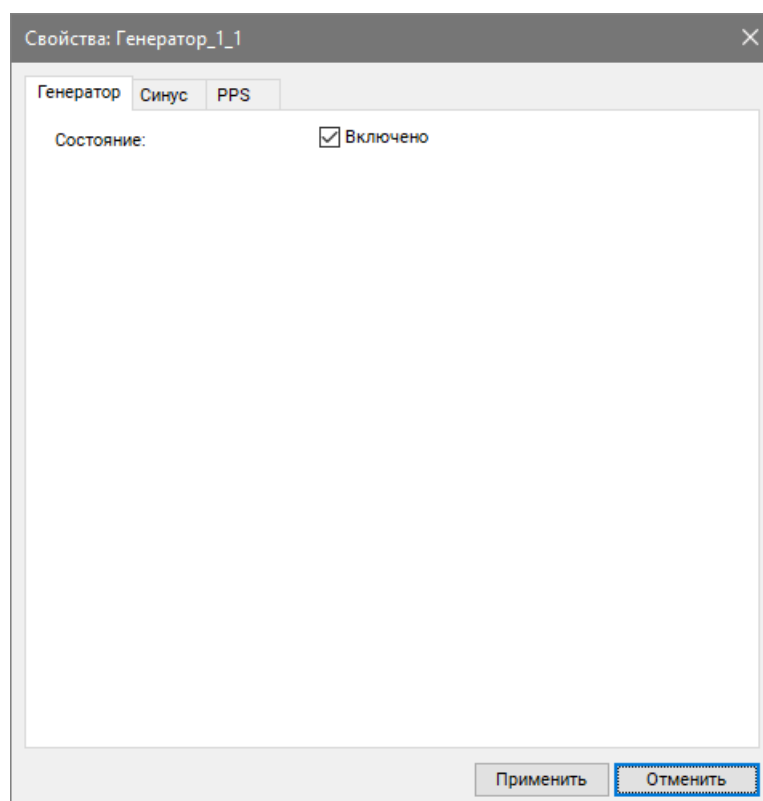 Свойства: Генератор_1_1
Генератор Синус PPS
Состояние: Включено
Применить Отменить